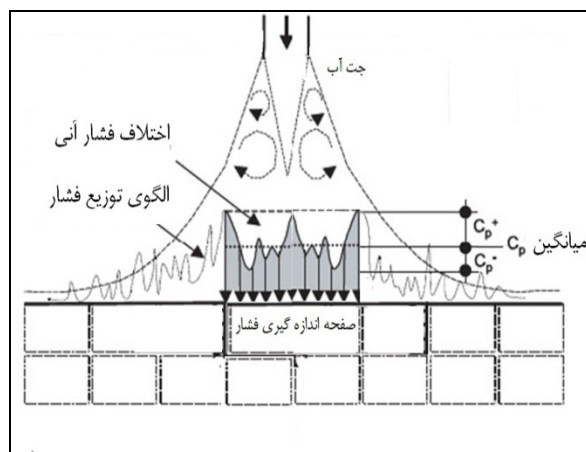 جت آب
اختلاف فشار آنی
الگوی توزیع فشار
Cp+
Cp میانگین
Cp-
صفحه اندازه گیری فشار